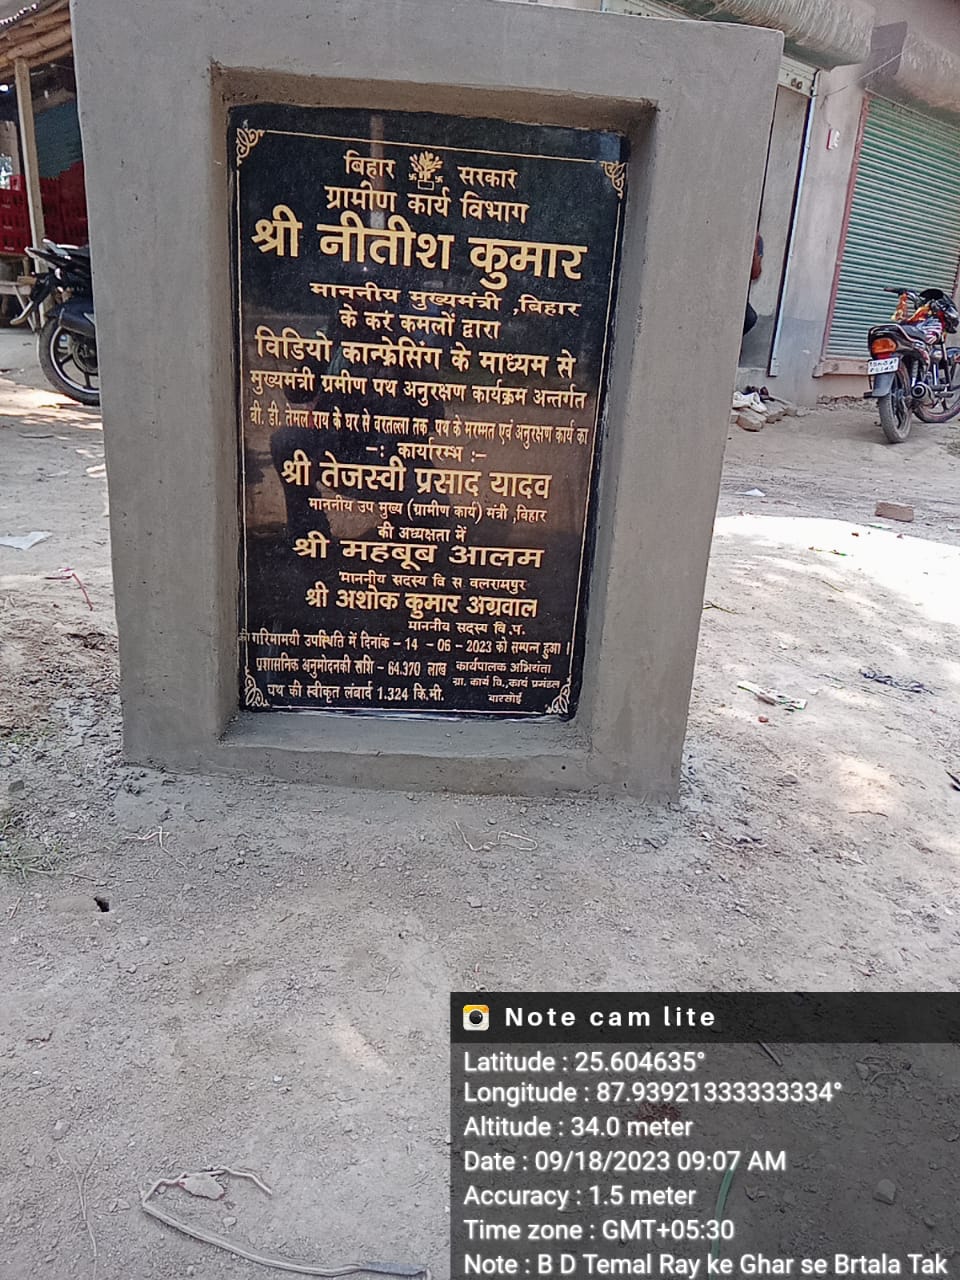 बिहार सरकार
ग्रामीण कार्य विभाग
श्री नीतीश कुमार
माननीय मुख्यमंत्री ,बिहार
के कर कमलों द्वारा
विडियो कान्फ्रेसिंग के माध्यम से
मुख्यमंत्री ग्रमीण पथ अनुरक्षण कार्यक्रम अन्तर्गत
बी. डी. तेमल राय के घर से वरतल्ला तक पथ के मरम्मत एवं अनुरक्षण कार्य का
-: कार्यारम्भ :-
श्री तेजस्वी प्रसाद यादव
माननीय उप मुख्य (ग्रामीण कार्य) मंत्री ,बिहार
की अध्यक्षता में
श्री महबूब आलम
माननीय सदस्य वि स वलरामपुर
श्री अशोक कुमार अग्रवाल
माननीय सदस्य वि.प.
की गरिमामयी उपस्थिति में दिनांक - 14 - 06 - 2023 को सम्पन्न हुआ।
प्रशासनिक अनुमोदनकी राशि - 64.370 लाख
पथ की स्वीकृत लंबाई 1.324 कि.मी.
कार्यपालक अभियंता
ग्रा. कार्य वि.,कार्य प्रमंडल
बारसोई
Note cam lite
Latitude : 25.604635°
Longitude : 87.93921333333334°
Altitude : 34.0 meter
Date : 09/18/2023 09:07 AM
Accuracy : 1.5 meter
Time zone : GMT+05:30
Note : B D Temal Ray ke Ghar se Brtala Tak